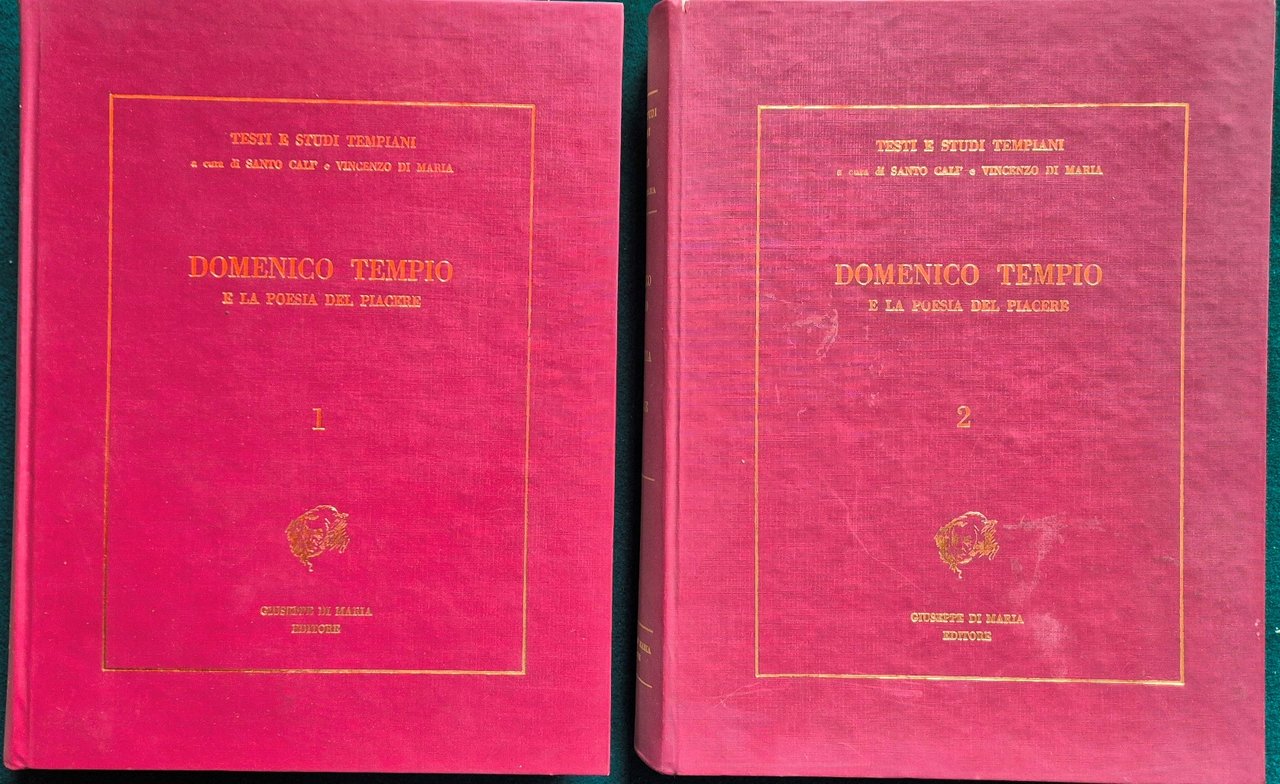 TESTI E STUDI TEMPIANI
a cura di SANTO CALI' e VINCENZO DI MARIA
DOMENICO TEMPIO
E LA POESIA DEL PIACERE
1
GIUSEPPE DI MARIA
EDITORE
TESTI E STUDI TEMPIANI
a cura di SANTO CALI' e VINCENZO DI MARIA
DOMENICO TEMPIO
E LA POESIA DEL PIACERE
2
GIUSEPPE DI MARIA
EDITORE